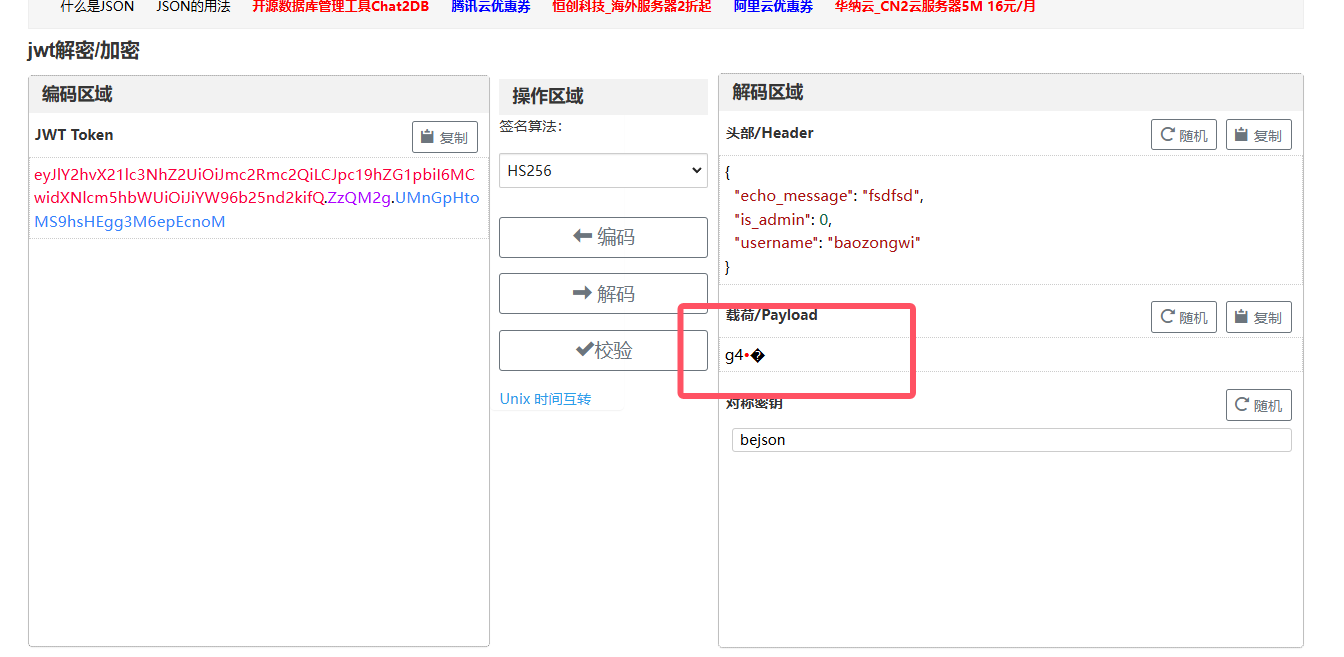 什么是JSON JSON的用法 开源数据库管理工具Chat2DB 腾讯云优惠券 恒创科技_海外服务器2折起 阿里云优惠券 华纳云_CN2云服务器5M 16元/月
jwt解密/加密
编码区域
JWT Token
复制
eyJlY2hvX21lc3NhZ2UiOiJmc2Rmc2QiLCJpc19hZG1pbiI6MC
widXNlcm5hbWUiOiJiYW96b25nd2kifQ.ZzQM2g.UMnGpHto
MS9hsHEgg3M6epEcnoM
操作区域
签名算法:
HS256
编码
解码
校验
Unix 时间互转
解码区域
头部/Header
随机
复制
{
"echo_message": "fsdfsd",
"is_admin": 0,
"username": "baozongwi"
}
载荷/Payload
随机
复制
g4•�
对称密钥
随机
bejson